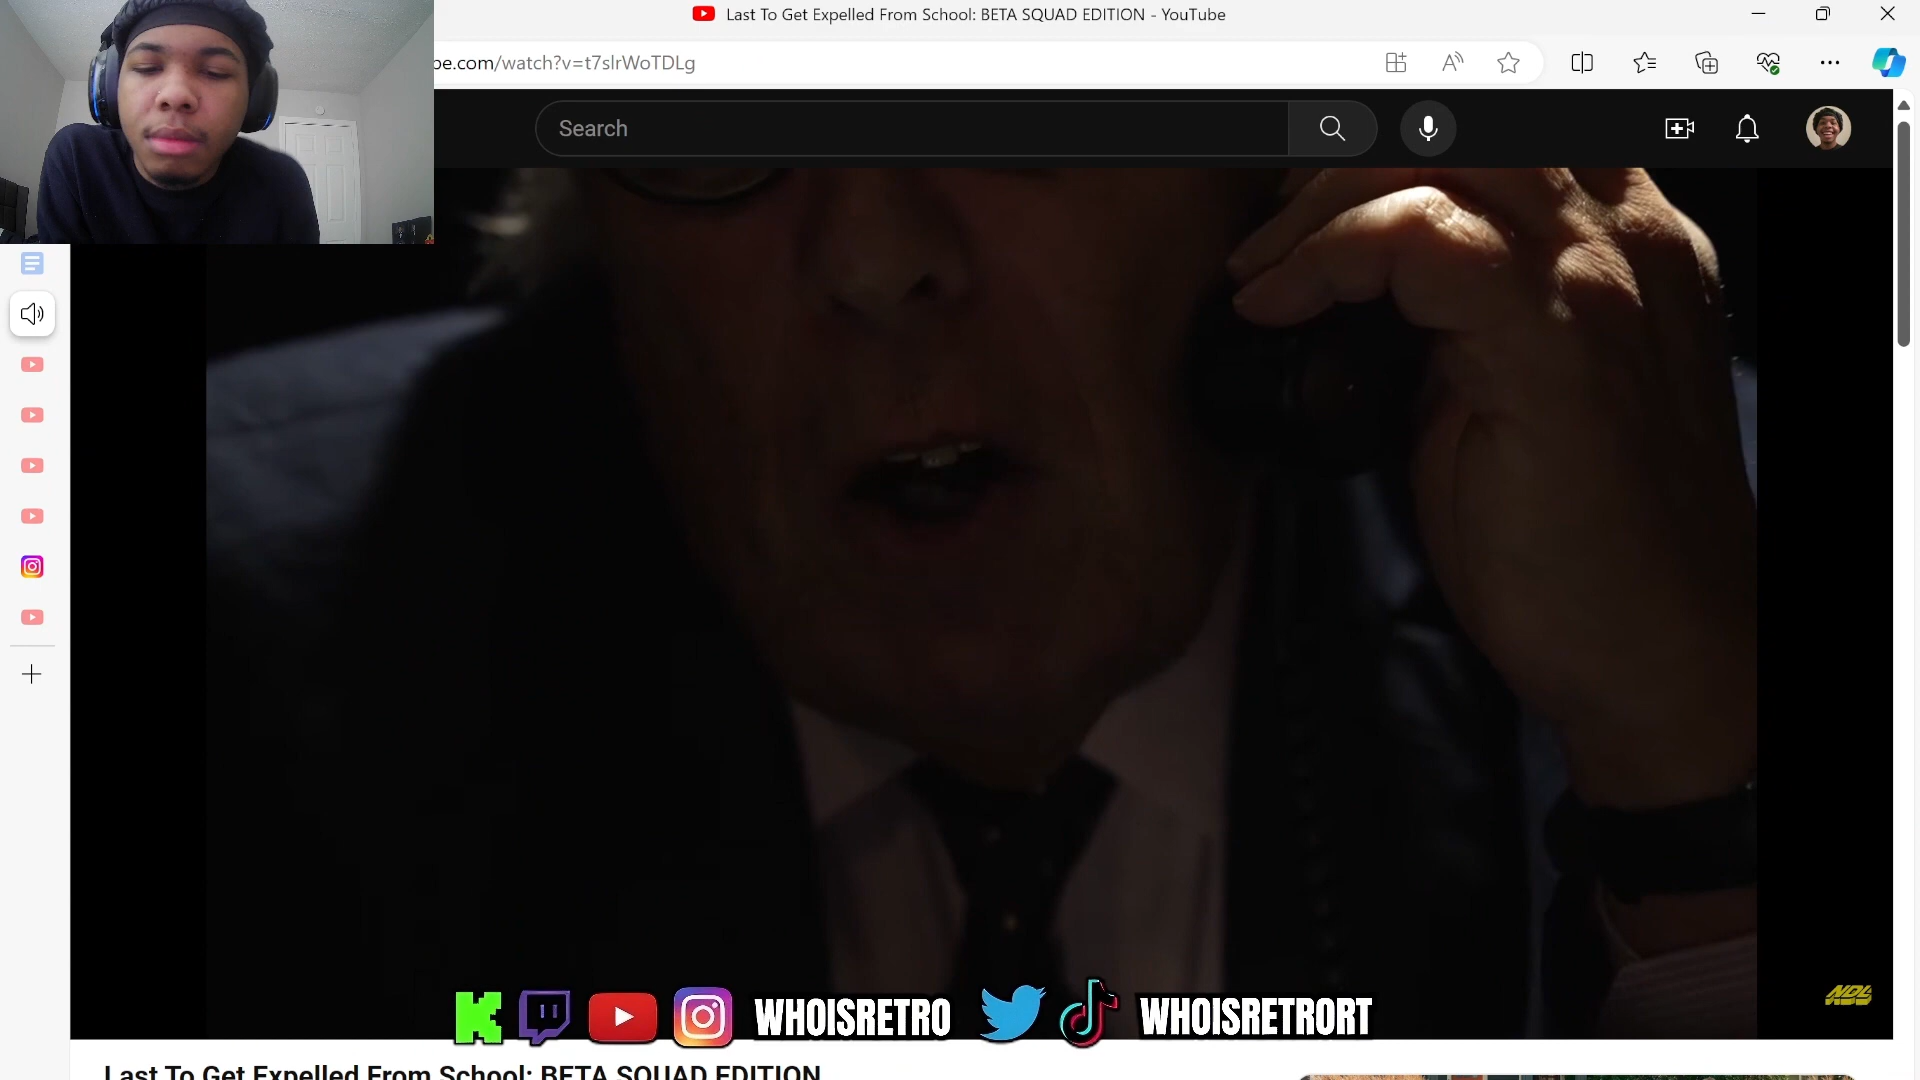 Last To Get Expelled From School: BETA SQUAD EDITION - YouTube
be.com/watch?v=t7slrWoTDLg
Search
NDL
WHOISRETRO
WHOISRETRORT
Last To Get Expelled From School: BETA SQUAD EDITION